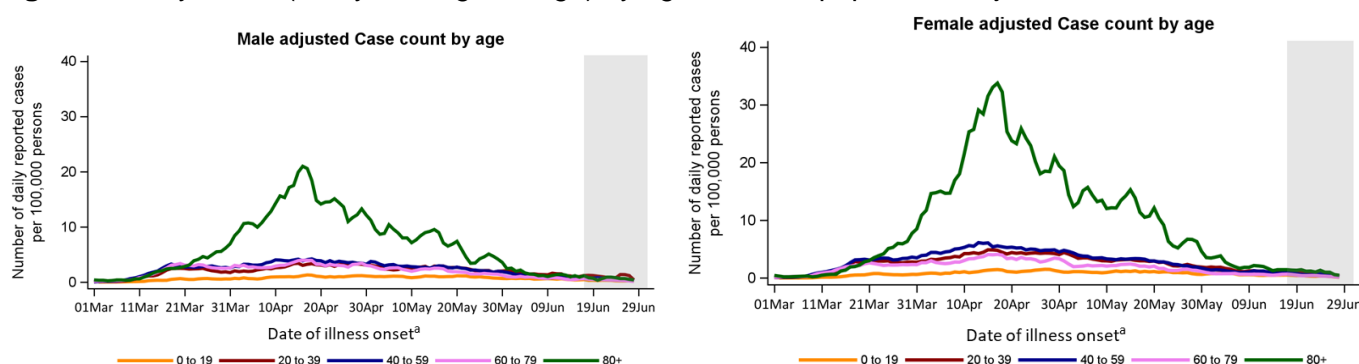 Male adjusted Case count by age
Number of daily reported cases
per 100,000 persons
40
30
20
10
0
01Mar 11Mar 21Mar 31Mar 10Apr 20Apr 30Apr 10May 20May 30May 09Jun 19Jun 29Jun
Date of illness onsetᵃ
0 to 19 20 to 39 40 to 59 60 to 79 80+
Female adjusted Case count by age
Number of daily reported cases
per 100,000 persons
40
30
20
10
0
01Mar 11Mar 21Mar 31Mar 10Apr 20Apr 30Apr 10May 20May 30May 09Jun 19Jun 29Jun
Date of illness onsetᵃ
0 to 19 20 to 39 40 to 59 60 to 79 80+